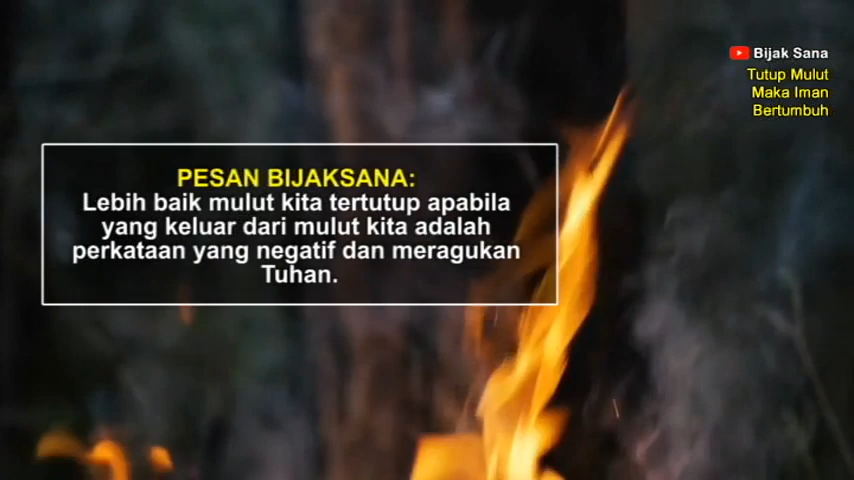 Bijak Sana
Tutup Mulut
Maka Iman
Bertumbuh
PESAN BIJAKSANA:
Lebih baik mulut kita tertutup apabila
yang keluar dari mulut kita adalah
perkataan yang negatif dan meragukan
Tuhan.